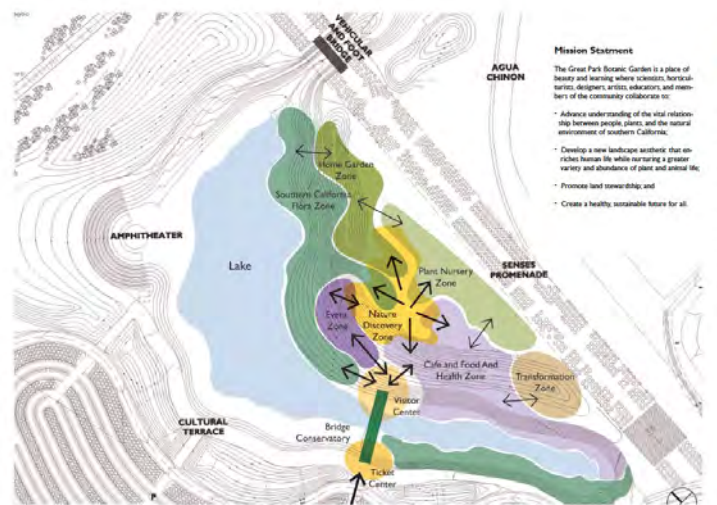 VEHICULAR
AND FOOT
BRIDGE
Mission Statment
The Great Park Botanic Garden is a place of
beauty and learning where scientists, horticul-
turists, designers, artists, educators, and mem-
bers of the community collaborate to:
· Advance understanding of the vital relation-
ship between people, plants, and the natural
environment of southern California;
· Develop a new landscape aesthetic that en-
riches human life while nurturing a greater
variety and abundance of plant and animal life;
· Promote land stewardship; and
· Create a healthy, sustainable future for all.
AGUA
CHINON
Home Garden
Zone
Southern California
Flora Zone
AMPHITHEATER
Lake
SENSES
PROMENADE
Plant Nursery
Zone
Event
Zone
Nature
Discovery
Zone
Cafe and Food And
Health Zone
Transformation
Zone
Visitor
Center
CULTURAL
TERRACE
Bridge
Conservatory
Ticket
Center
P